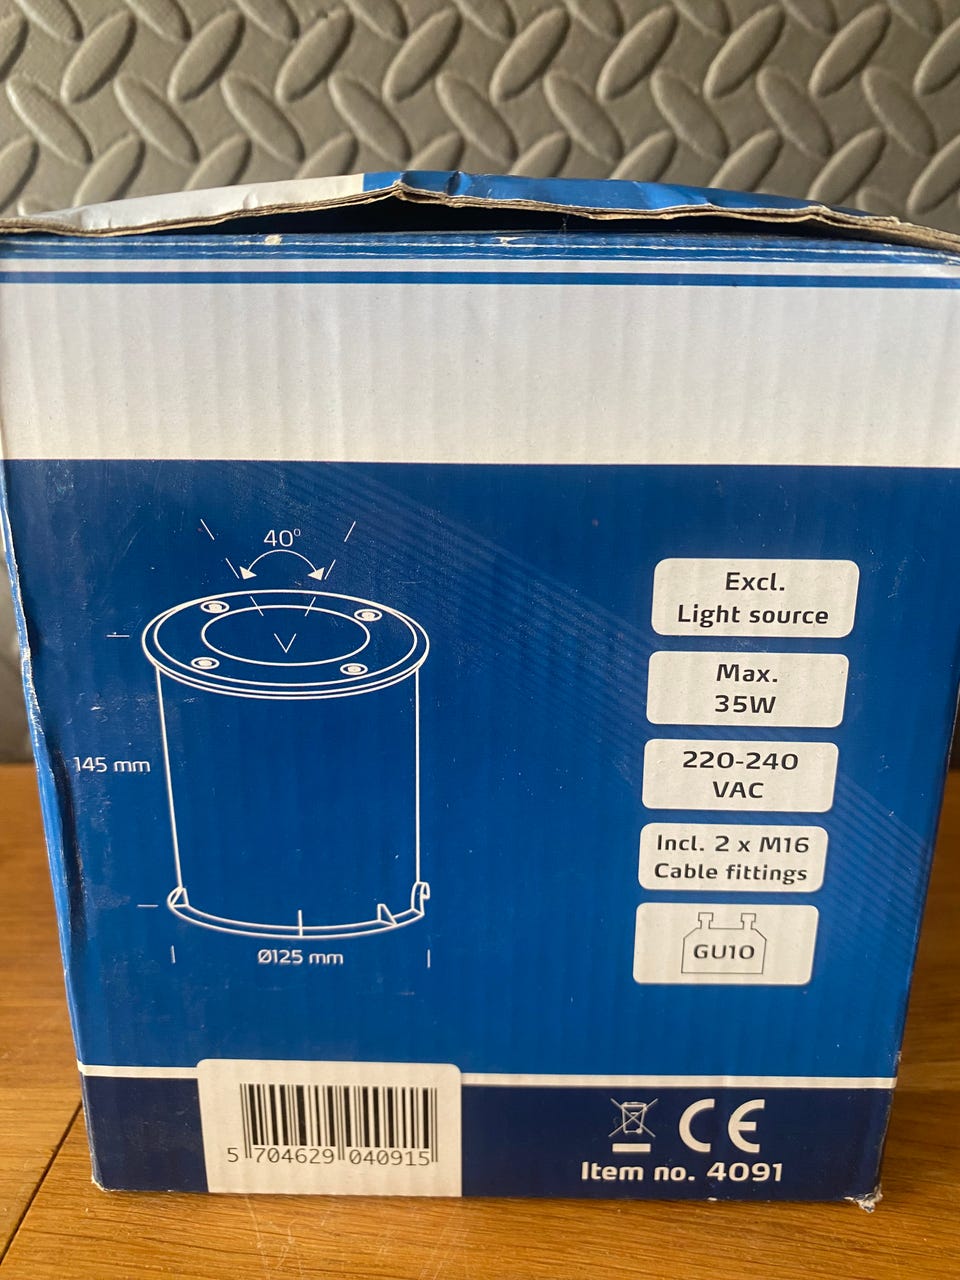 40°
145 mm
Ø125 mm
Excl.
Light source
Max.
35W
220-240
VAC
Incl. 2 x M16
Cable fittings
GU10
5 704629 040915
CE
Item no. 4091